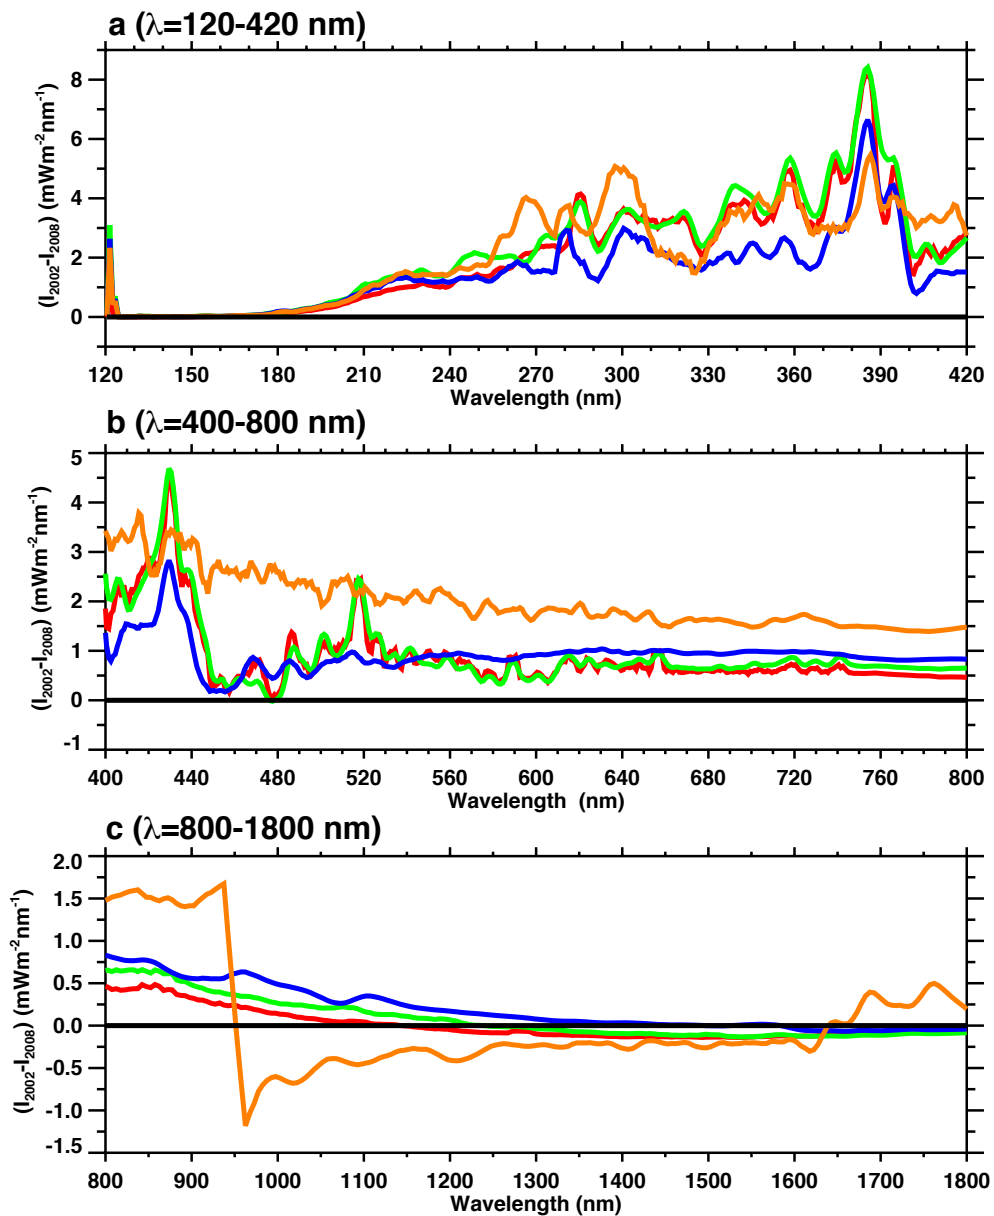 a (λ=120-420 nm)
(I2002-I2008) (mWm-2nm-1)
8
6
4
2
0
120 150 180 210 240 270 300 330 360 390 420
Wavelength (nm)
b (λ=400-800 nm)
(I2002-I2008) (mWm-2nm-1)
5
4
3
2
1
0
-1
400 440 480 520 560 600 640 680 720 760 800
Wavelength (nm)
c (λ=800-1800 nm)
(I2002-I2008) (mWm-2nm-1)
2.0
1.5
1.0
0.5
0.0
-0.5
-1.0
-1.5
800 900 1000 1100 1200 1300 1400 1500 1600 1700 1800
Wavelength (nm)